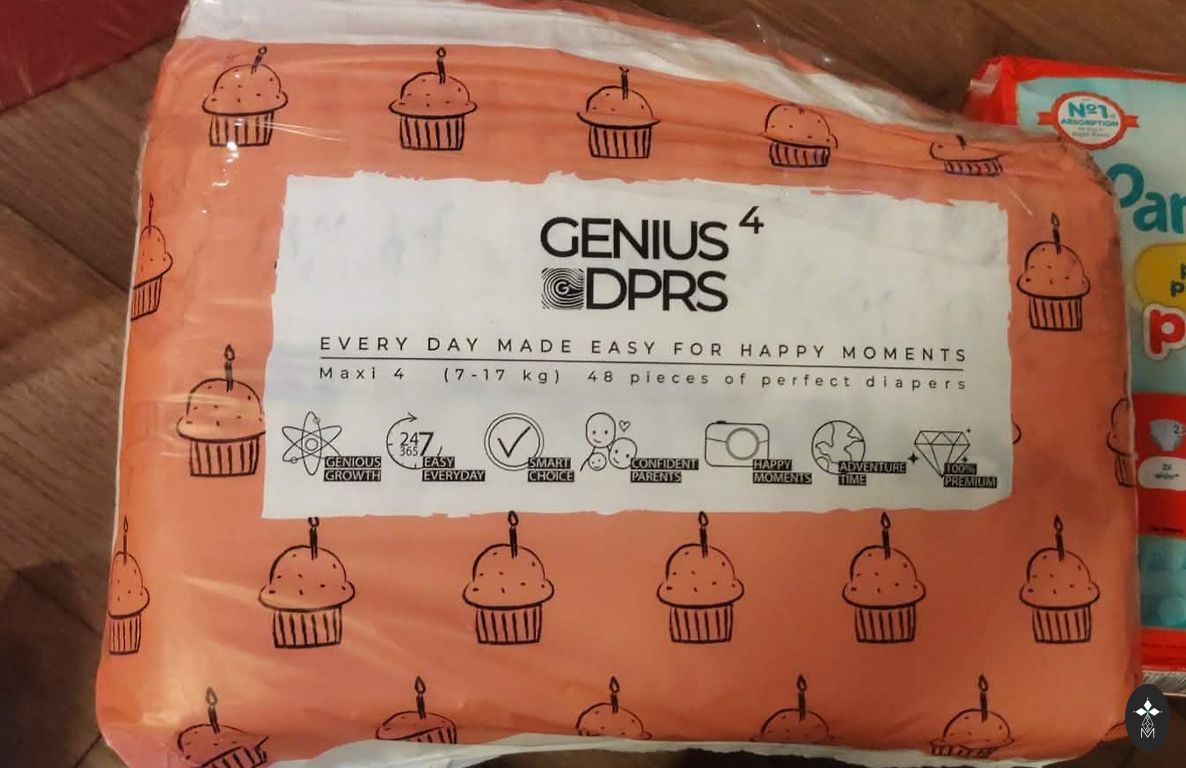 GENIUS 4
G DPRS
EVERY DAY MADE EASY FOR HAPPY MOMENTS
Maxi 4 (7-17 kg) 48 pieces of perfect diapers
GENIOUS
GROWTH
24/7
365
EASY
EVERYDAY
SMART
CHOICE
CONFIDENT
PARENTS
HAPPY
MOMENTS
ADVENTURE
TIME
100%
PREMIUM
Nº1
ABSORPTION
Pa
p
M